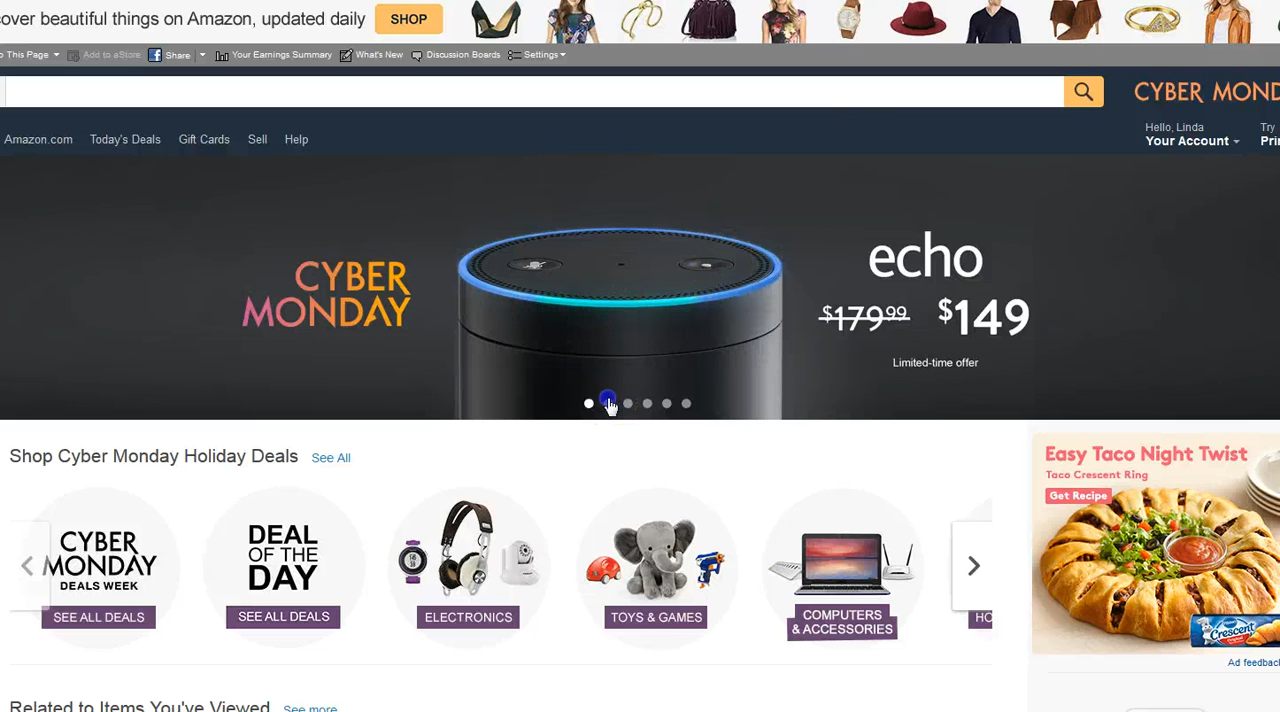 cover beautiful things on Amazon, updated daily SHOP
This Page Add to aStore Share Your Earnings Summary What's New Discussion Boards Settings
CYBER MOND
Amazon.com Today's Deals Gift Cards Sell Help
Hello, Linda
Your Account
Try
Pri
CYBER
MONDAY
echo
$179.99 $149
Limited-time offer
Shop Cyber Monday Holiday Deals See All
CYBER
MONDAY
DEALS WEEK
SEE ALL DEALS
DEAL
OF THE
DAY
SEE ALL DEALS
ELECTRONICS
TOYS & GAMES
COMPUTERS
& ACCESSORIES
HO
Easy Taco Night Twist
Taco Crescent Ring
Get Recipe
Crescent
Ad feedbac
Related to Items You've Viewed See more